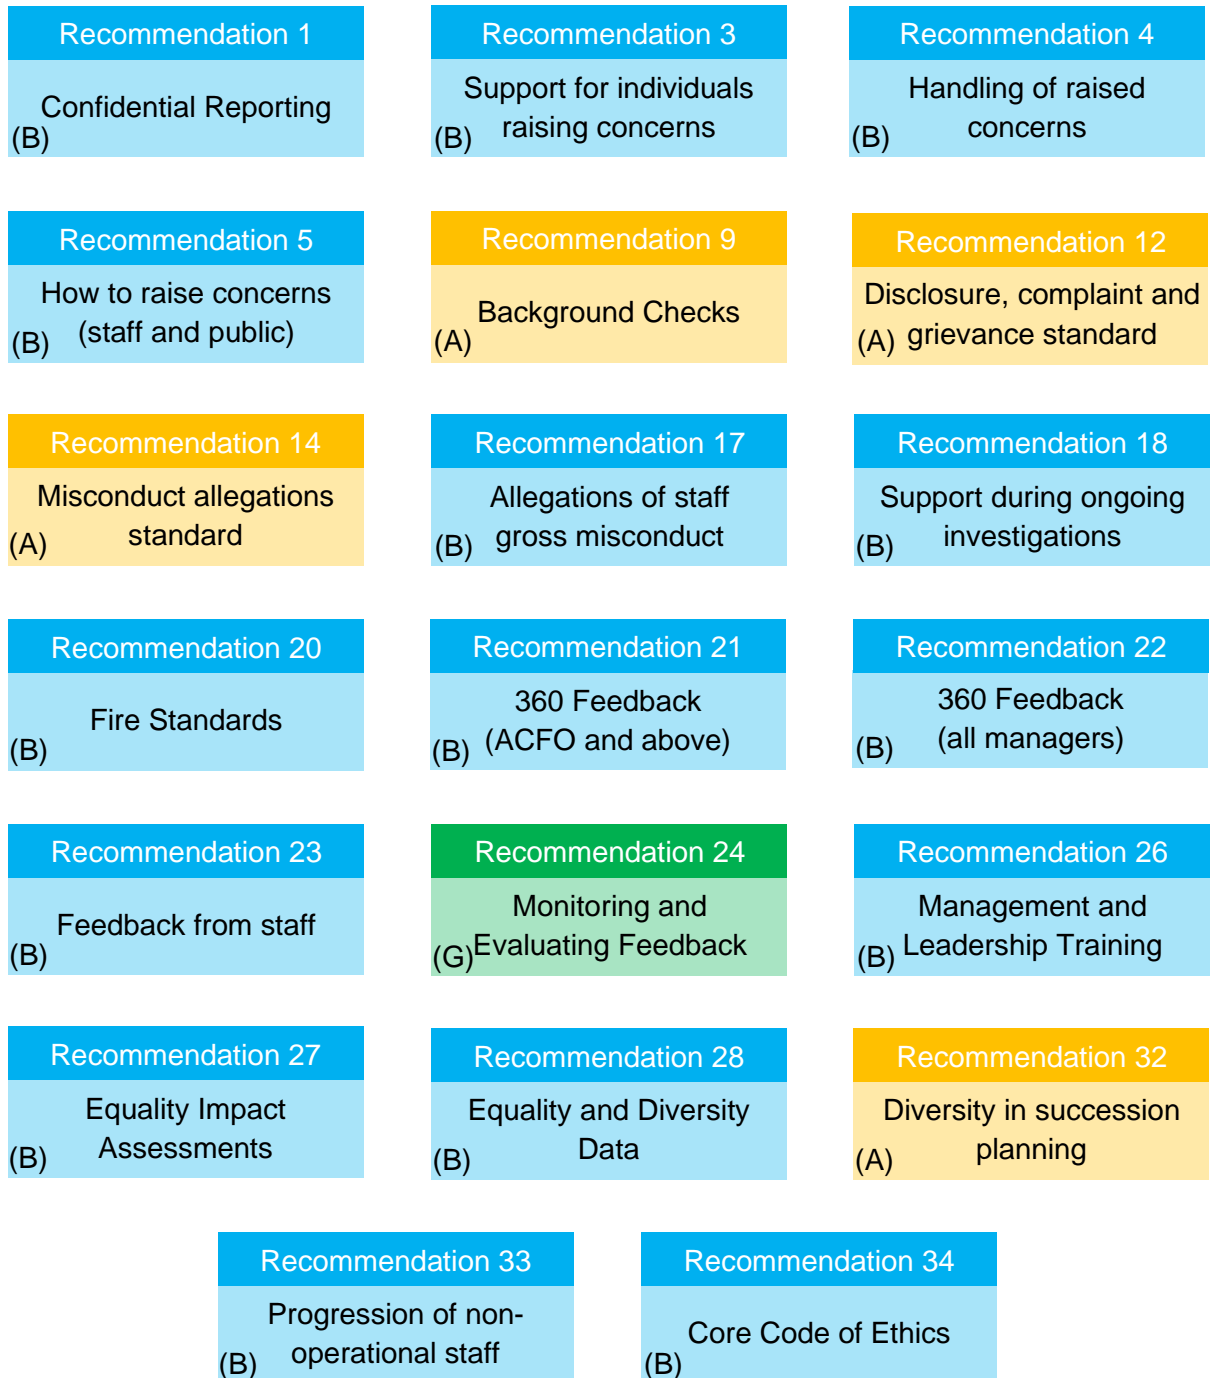 Recommendation 1
Confidential Reporting
(B)
Recommendation 3
Support for individuals
raising concerns
(B)
Recommendation 4
Handling of raised
concerns
(B)
Recommendation 5
How to raise concerns
(staff and public)
(B)
Recommendation 9
Background Checks
(A)
Recommendation 12
Disclosure, complaint and
grievance standard
(A)
Recommendation 14
Misconduct allegations
standard
(A)
Recommendation 17
Allegations of staff
gross misconduct
(B)
Recommendation 18
Support during ongoing
investigations
(B)
Recommendation 20
Fire Standards
(B)
Recommendation 21
360 Feedback
(ACFO and above)
(B)
Recommendation 22
360 Feedback
(all managers)
(B)
Recommendation 23
Feedback from staff
(B)
Recommendation 24
Monitoring and
Evaluating Feedback
(G)
Recommendation 26
Management and
Leadership Training
(B)
Recommendation 27
Equality Impact
Assessments
(B)
Recommendation 28
Equality and Diversity
Data
(B)
Recommendation 32
Diversity in succession
planning
(A)
Recommendation 33
Progression of non-
operational staff
(B)
Recommendation 34
Core Code of Ethics
(B)